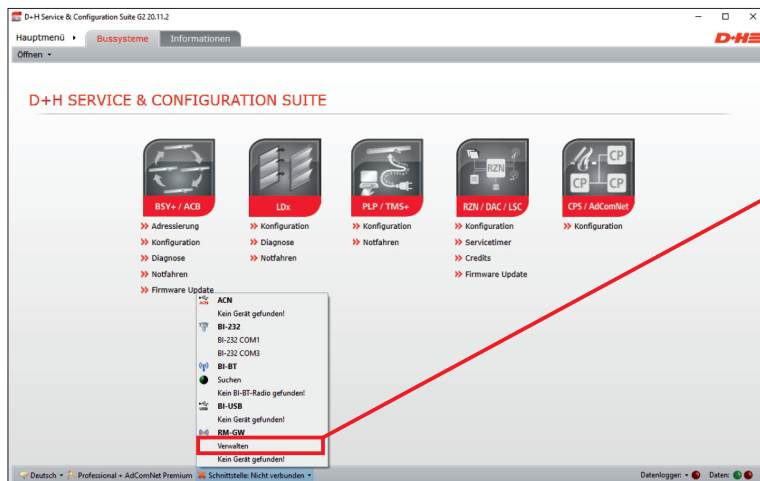 D+H Service & Configuration Suite G2 20.11.2
Hauptmenü
Bussysteme
Informationen
D+H
Öffnen
D+H SERVICE & CONFIGURATION SUITE
RZN
CP
CP
CP
BSY+ / ACB
LDx
PLP / TMS+
RZN / DAC / LSC
CPS / AdComNet
>> Adressierung
>> Konfiguration
>> Diagnose
>> Notfahren
>> Firmware Update
>> Konfiguration
>> Diagnose
>> Notfahren
>> Konfiguration
>> Notfahren
>> Konfiguration
>> Servicetimer
>> Credits
>> Firmware Update
>> Konfiguration
ACN
ACN
Kein Gerät gefunden!
BI-232
BI-232 COM1
BI-232 COM3
BI-BT
Suchen
Kein BI-BT-Radio gefunden!
USB
BI-USB
Kein Gerät gefunden!
RM-GW
Verwalten
Kein Gerät gefunden!
Deutsch
Professional + AdComNet Premium
Schnittstelle: Nicht verbunden
Datenlogger:
Daten: